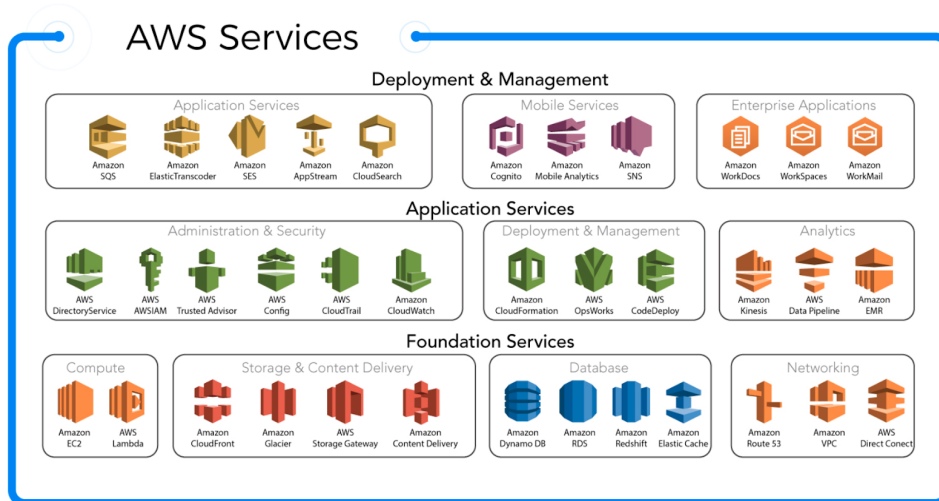 AWS Services
Deployment & Management
Application Services
Amazon
SQS
Amazon
ElasticTranscoder
Amazon
SES
Amazon
AppStream
Amazon
CloudSearch
Mobile Services
Amazon
Cognito
Amazon
Mobile Analytics
Amazon
SNS
Enterprise Applications
Amazon
WorkDocs
Amazon
WorkSpaces
Amazon
WorkMail
Application Services
Administration & Security
AWS
DirectoryService
AWS
AWSIAM
AWS
Trusted Advisor
AWS
Config
AWS
CloudTrail
Amazon
CloudWatch
Deployment & Management
Amazon
CloudFormation
AWS
OpsWorks
AWS
CodeDeploy
Analytics
Amazon
Kinesis
AWS
Data Pipeline
Amazon
EMR
Foundation Services
Compute
Amazon
EC2
AWS
Lambda
Storage & Content Delivery
Amazon
CloudFront
Amazon
Glacier
AWS
Storage Gateway
Amazon
Content Delivery
Database
Amazon
Dynamo DB
Amazon
RDS
Amazon
Redshift
Amazon
Elastic Cache
Networking
Amazon
Route 53
Amazon
VPC
AWS
Direct Conect